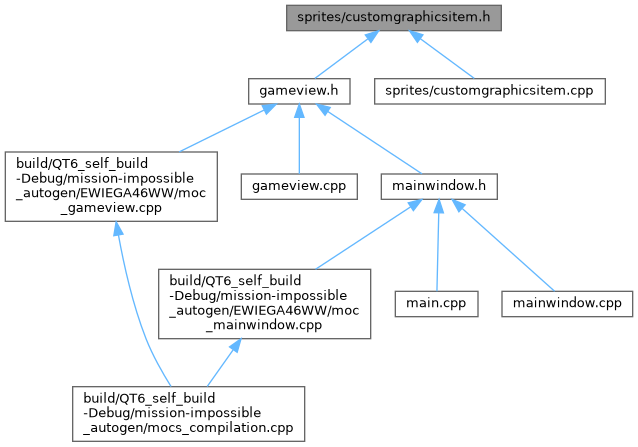 sprites/customgraphicsitem.h
gameview.h
sprites/customgraphicsitem.cpp
build/QT6_self_build
-Debug/mission-impossible
_autogen/EWIEGA46WW/moc
_gameview.cpp
gameview.cpp
mainwindow.h
build/QT6_self_build
-Debug/mission-impossible
_autogen/EWIEGA46WW/moc
_mainwindow.cpp
main.cpp
mainwindow.cpp
build/QT6_self_build
-Debug/mission-impossible
_autogen/mocs_compilation.cpp